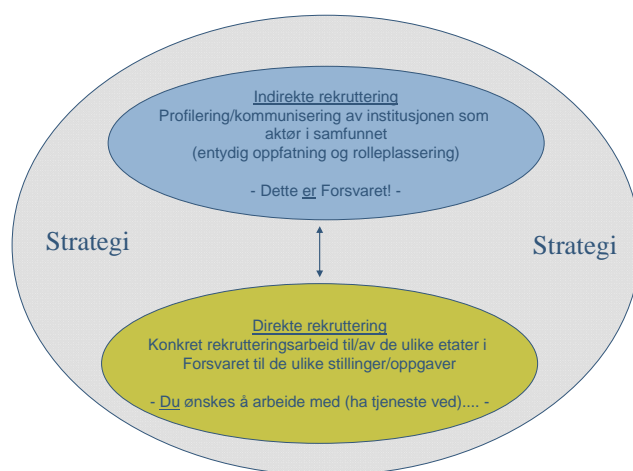 Indirekte rekruttering
Profilering/kommunisering av institusjonen som
aktør i samfunnet
(entydig oppfatning og rolleplassering)
- Dette er Forsvaret! -
Strategi
Strategi
Direkte rekruttering
Konkret rekrutteringsarbeid til/av de ulike etater i
Forsvaret til de ulike stillinger/oppgaver
- Du ønskes å arbeide med (ha tjeneste ved).... -